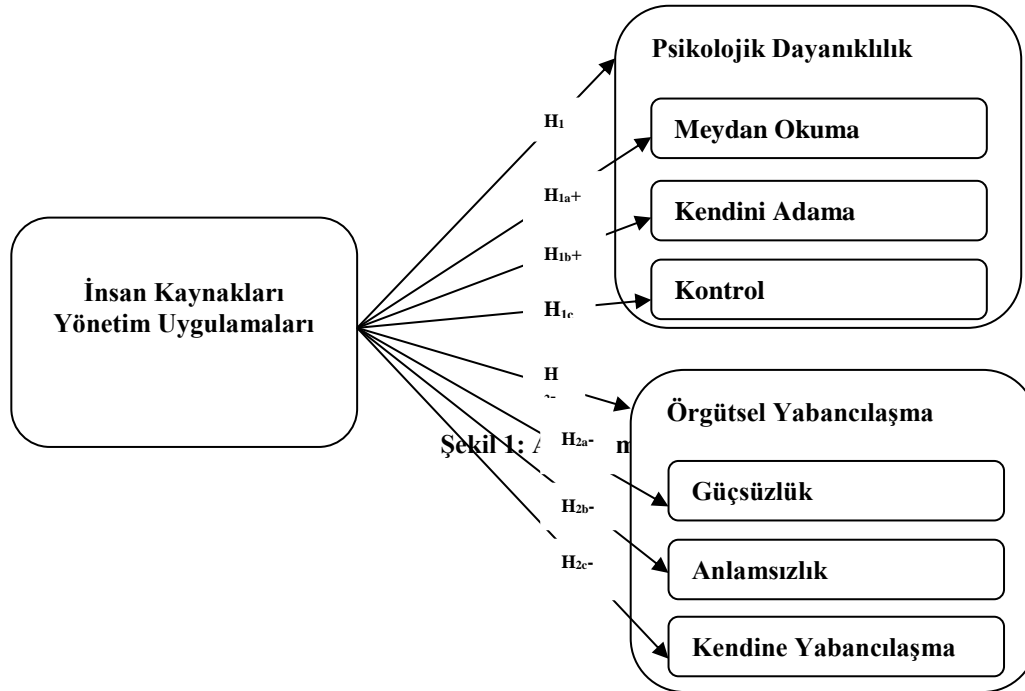 Psikolojik Dayanıklılık
H1
Meydan Okuma
H1a+
Kendini Adama
H1b+
Kontrol
H1c
İnsan Kaynakları
Yönetim Uygulamaları
H
Örgütsel Yabancılaşma
H2a-
Şekil 1:
Güçsüzlük
H2b-
Anlamsızlık
H2c-
Kendine Yabancılaşma